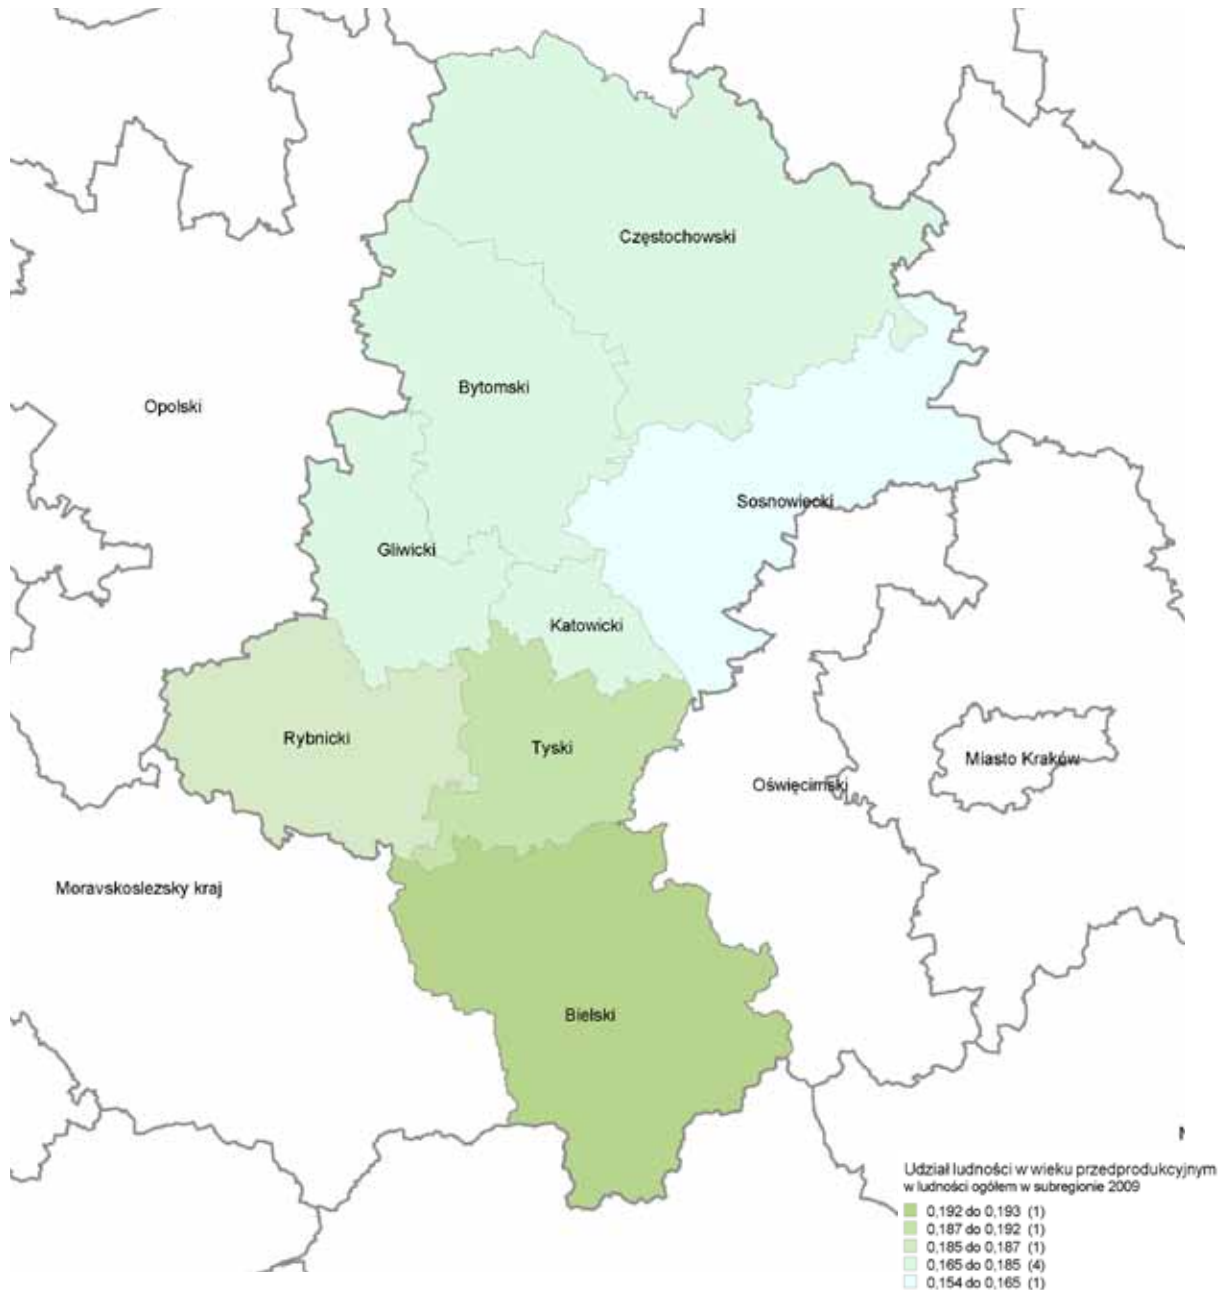 Częstochowski
Bytomski
Opolski
Sosnowiecki
Gliwicki
Katowicki
Rybnicki
Tyski
Miasto Kraków
Oświęcimski
Moravskoslezsky kraj
Bielski
Udział ludności w wieku przedprodukcyjnym
w ludności ogółem w subregionie 2009
0,192 do 0,193 (1)
0,187 do 0,192 (1)
0,185 do 0,187 (1)
0,165 do 0,185 (4)
0,154 do 0,165 (1)